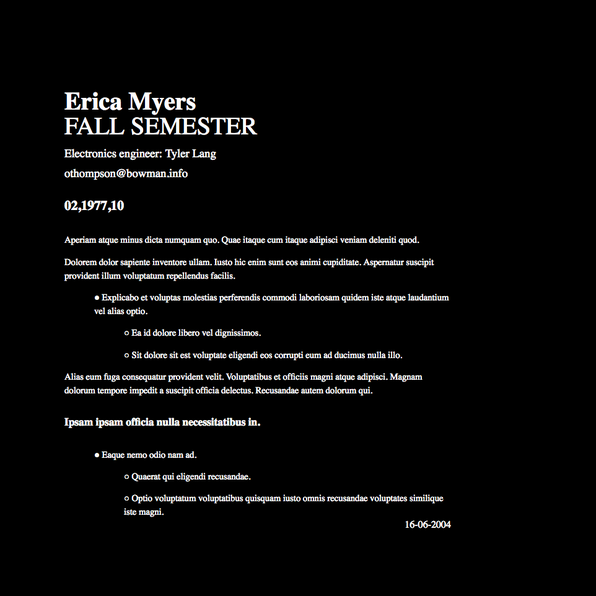 Erica Myers
FALL SEMESTER
Electronics engineer: Tyler Lang
othompson@bowman.info
02,1977,10
Aperiam atque minus dicta numquam quo. Quae itaque cum itaque adipisci veniam deleniti quod.
Dolorem dolor sapiente inventore ullam. Iusto hic enim sunt eos animi cupiditate. Aspernatur suscipit
provident illum voluptatum repellendus facilis.
● Explicabo et voluptas molestias perferendis commodi laboriosam quidem iste atque laudantium
vel alias optio.
○ Ea id dolore libero vel dignissimos.
○ Sit dolore sit est voluptate eligendi eos corrupti eum ad ducimus nulla illo.
Alias eum fuga consequatur provident velit. Voluptatibus et officiis magni atque adipisci. Magnam
dolorum tempore impedit a suscipit officia delectus. Recusandae autem dolorum qui.
Ipsam ipsam officia nulla necessitatibus in.
● Eaque nemo odio nam ad.
○ Quaerat qui eligendi recusandae.
○ Optio voluptatum voluptatibus quisquam iusto omnis recusandae voluptates similique
iste magni.
16-06-2004